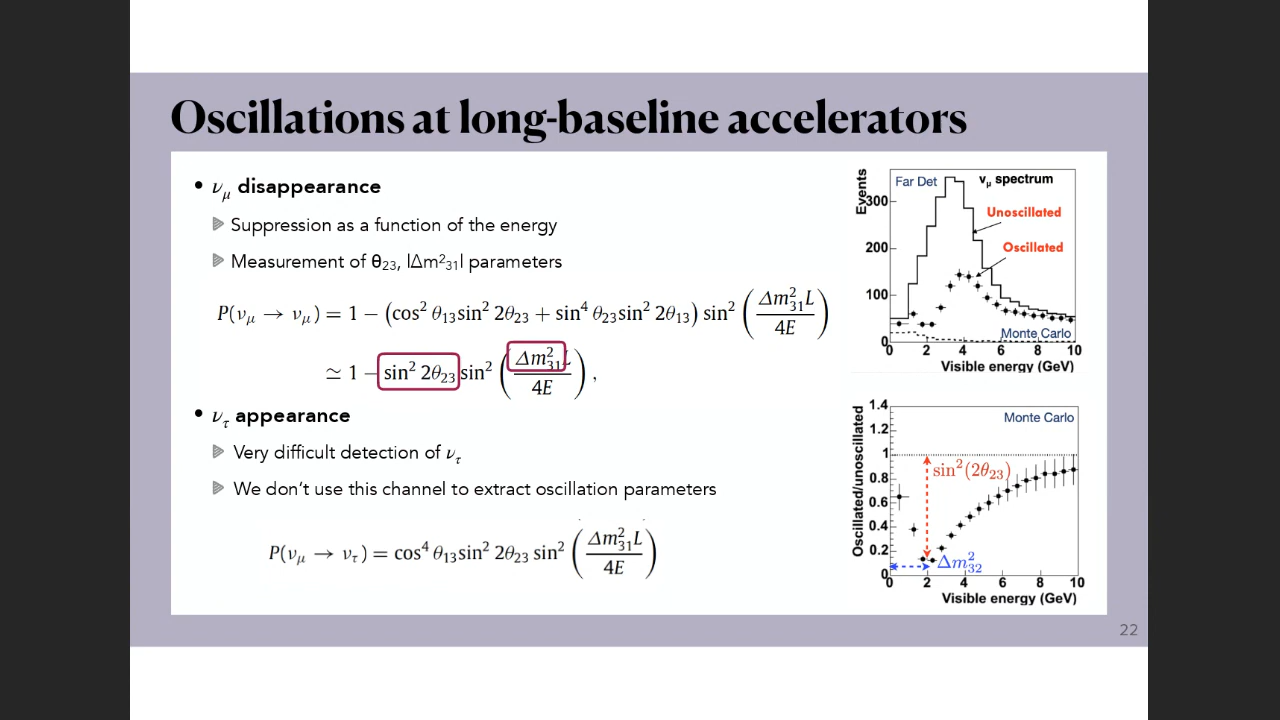 Oscillations at long-baseline accelerators
• ν_μ disappearance
Suppression as a function of the energy
Measurement of θ₂₃, |Δm²₃₁| parameters
P(ν_μ → ν_μ) = 1 − (cos² θ₁₃ sin² 2θ₂₃ + sin⁴ θ₂₃ sin² 2θ₁₃) sin² (Δm²₃₁L / 4E)
≃ 1 − sin² 2θ₂₃ sin² (Δm²₃₁L / 4E) ,
• ν_τ appearance
Very difficult detection of ν_τ
We don't use this channel to extract oscillation parameters
P(ν_μ → ν_τ) = cos⁴ θ₁₃ sin² 2θ₂₃ sin² (Δm²₃₁L / 4E)
Events
Far Det
ν_μ spectrum
Unoscillated
Oscillated
Monte Carlo
300
200
100
0
0 2 4 6 8 10
Visible energy (GeV)
Oscillated/unoscillated
Monte Carlo
1.4
1.2
1
0.8
0.6
0.4
0.2
0
sin²(2θ₂₃)
Δm²₃₂
0 2 4 6 8 10
Visible energy (GeV)
22